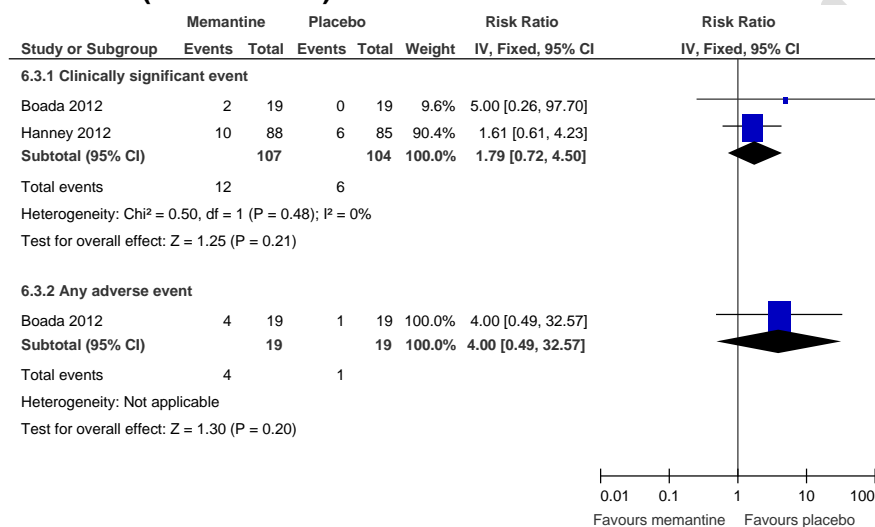 Memantine Placebo Risk Ratio Risk Ratio
Study or Subgroup Events Total Events Total Weight IV, Fixed, 95% CI IV, Fixed, 95% CI
6.3.1 Clinically significant event
Boada 2012 2 19 0 19 9.6% 5.00 [0.26, 97.70]
Hanney 2012 10 88 6 85 90.4% 1.61 [0.61, 4.23]
Subtotal (95% CI) 107 104 100.0% 1.79 [0.72, 4.50]
Total events 12 6
Heterogeneity: Chi² = 0.50, df = 1 (P = 0.48); I² = 0%
Test for overall effect: Z = 1.25 (P = 0.21)
6.3.2 Any adverse event
Boada 2012 4 19 1 19 100.0% 4.00 [0.49, 32.57]
Subtotal (95% CI) 19 19 100.0% 4.00 [0.49, 32.57]
Total events 4 1
Heterogeneity: Not applicable
Test for overall effect: Z = 1.30 (P = 0.20)
0.01 0.1 1 10 100
Favours memantine Favours placebo